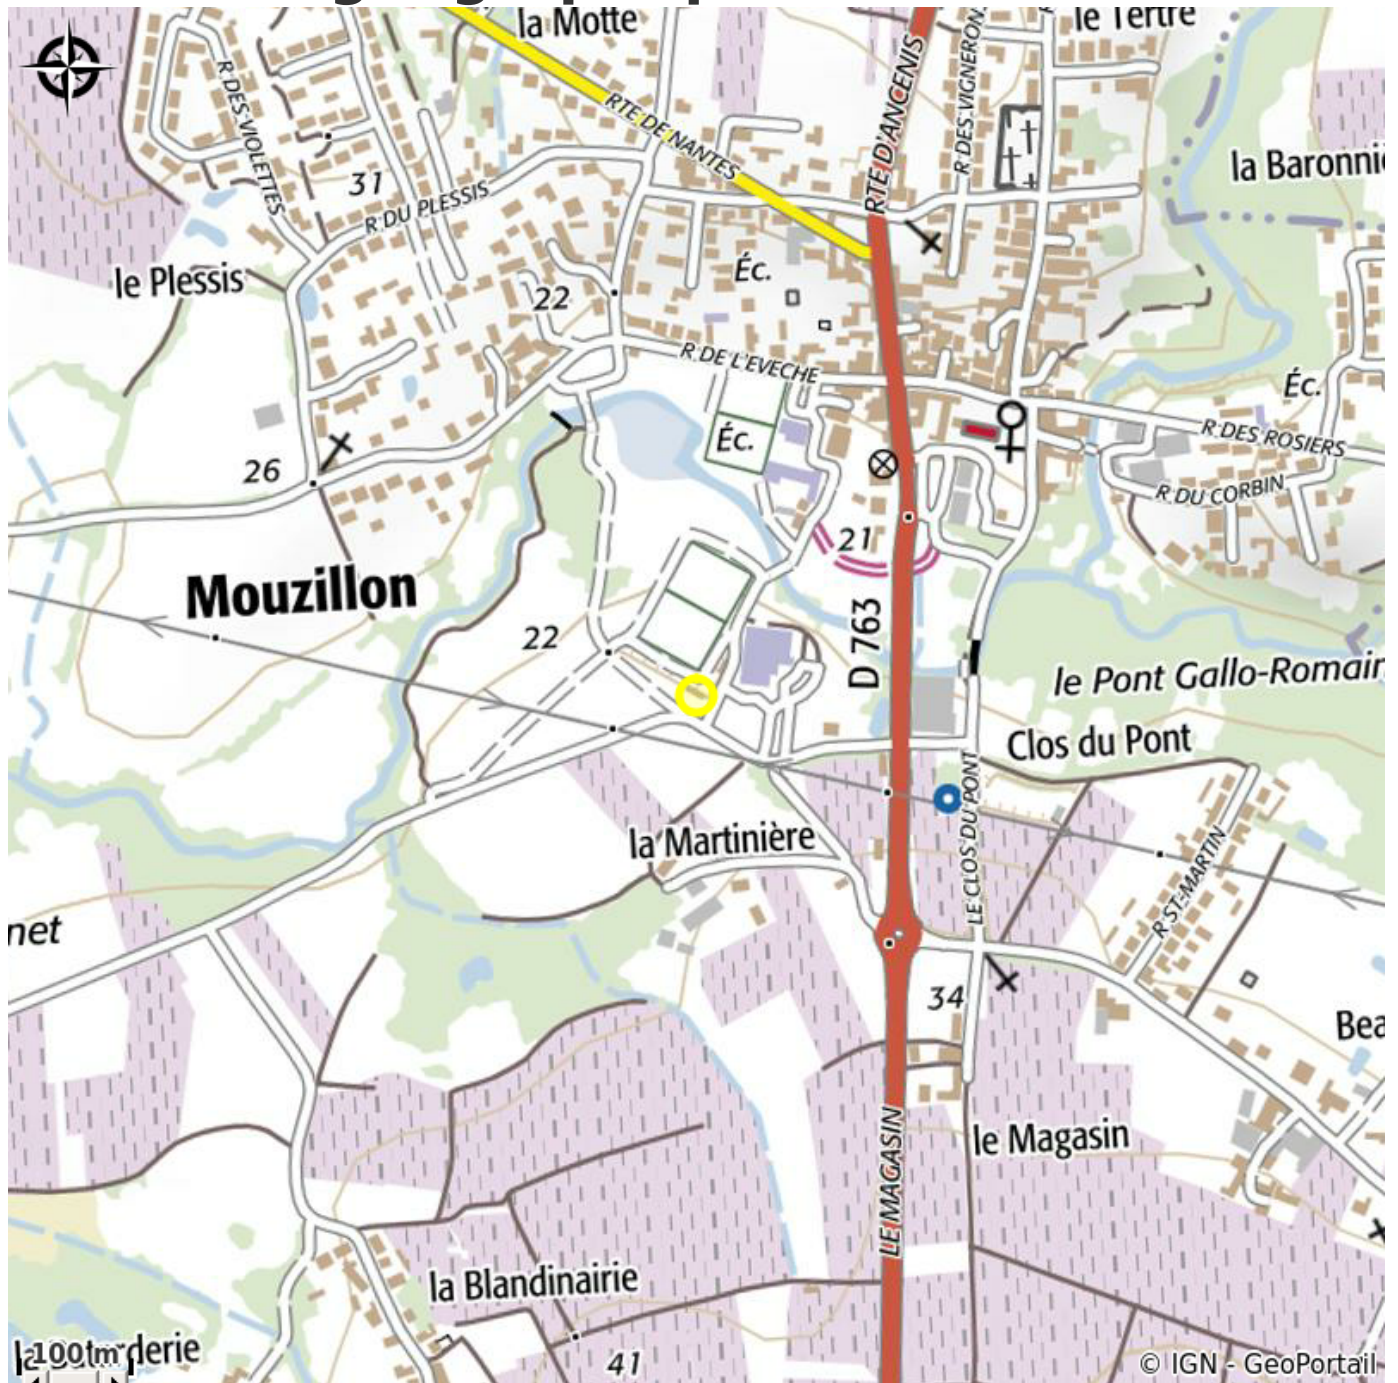 la Motte
le Tertre
RTE D'ANCENIS
R DES VIGNERONS
R DES VIOLETTES
RTE DE NANTES
la Baronnie
31
R DU PLESSIS
le Plessis
Éc.
22
R DE L'EVECHE
Éc.
Éc.
R DES ROSIERS
26
R DU CORBIN
21
Mouzillon
22
D 763
le Pont Gallo-Romain
Clos du Pont
la Martinière
LE CLOS DU PONT
R ST-MARTIN
net
34
Bea
le Magasin
LE MAGASIN
la Blandinairie
100 m
rderie
41
© IGN - GeoPortail